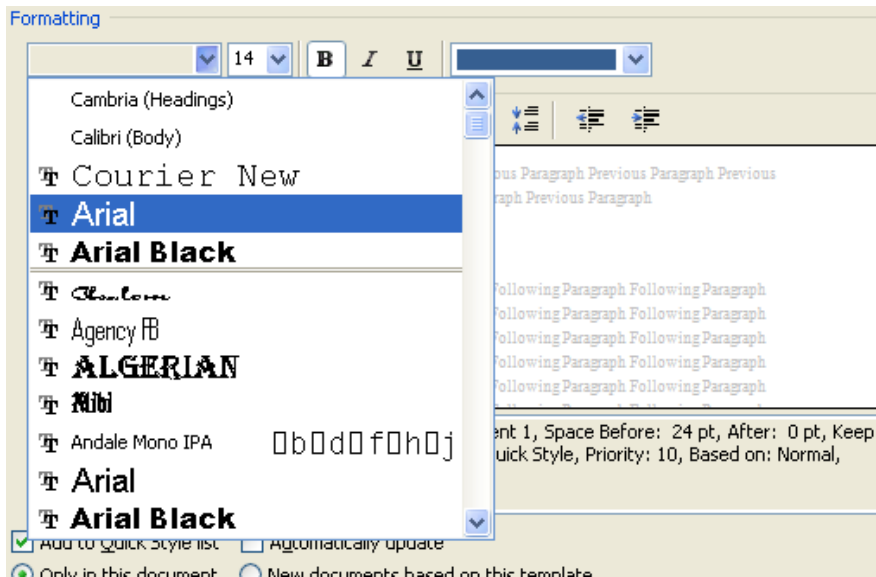 Formatting
14 B I U
Cambria (Headings)
Calibri (Body)
Courier New
Arial
Arial Black
Agency FB
ALGERIAN
Andale Mono IPA ▯b▯d▯f▯h▯j
Arial
Arial Black
ous Paragraph Previous Paragraph Previous
raph Previous Paragraph
Following Paragraph Following Paragraph
Following Paragraph Following Paragraph
Following Paragraph Following Paragraph
Following Paragraph Following Paragraph
Following Paragraph Following Paragraph
ent 1, Space Before: 24 pt, After: 0 pt, Keep
uick Style, Priority: 10, Based on: Normal,
Add to Quick Style list Automatically update
Only in this document New documents based on this template